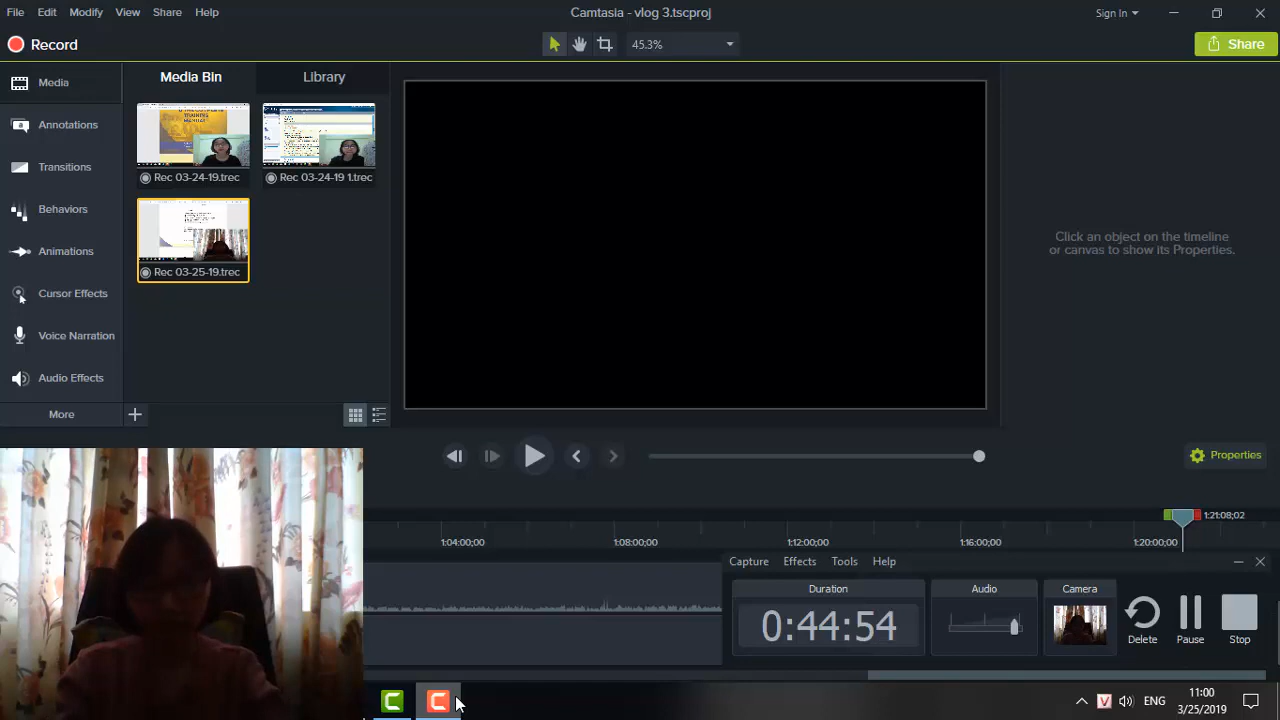 File Edit Modify View Share Help
Camtasia - vlog 3.tscproj
Sign In
Record
45.3%
Share
Media
Annotations
Transitions
Behaviors
Animations
Cursor Effects
Voice Narration
Audio Effects
More
Media Bin
Library
TRAINING
MANUAL
Rec 03-24-19.trec
Rec 03-24-19 1.trec
Rec 03-25-19.trec
Click an object on the timeline
or canvas to show its Properties.
Properties
1:21:08;02
1:04:00;00 1:08:00;00 1:12:00;00 1:16:00;00 1:20:00;00
Capture Effects Tools Help
Duration
0:44:54
Audio
Camera
Delete
Pause
Stop
V
ENG
11:00
3/25/2019